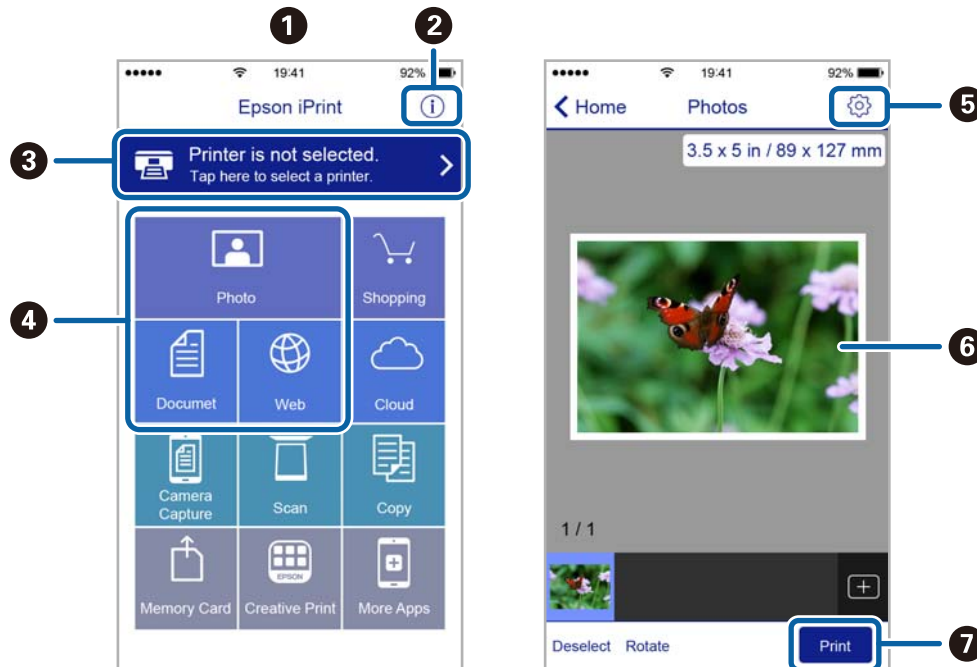 1
2
19:41 92%
Epson iPrint
3
Printer is not selected.
Tap here to select a printer.
4
Photo
Shopping
Documet
Web
Cloud
Camera
Capture
Scan
Copy
EPSON
Memory Card
Creative Print
More Apps
19:41 92%
Home Photos
5
3.5 x 5 in / 89 x 127 mm
6
1 / 1
Deselect Rotate Print
7